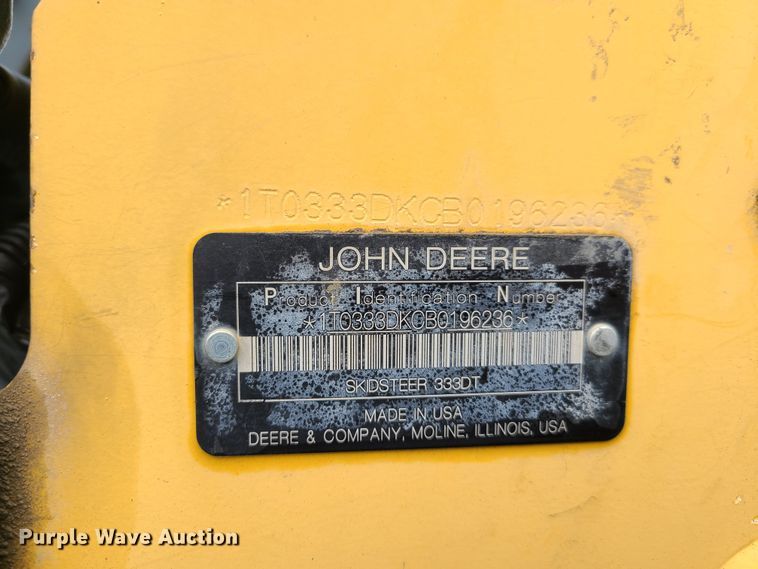 *1T0333DKCB0196236*
JOHN DEERE
Product Identification Number
*1T0333DKCB0196236*
SKIDSTEER 333DT
MADE IN USA
DEERE & COMPANY, MOLINE, ILLINOIS, USA
Purple Wave Auction